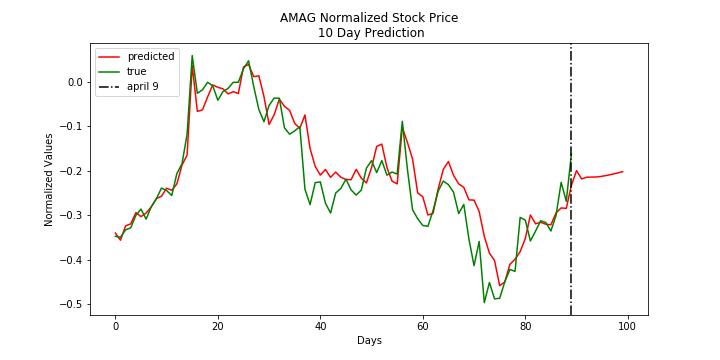 AMAG Normalized Stock Price
10 Day Prediction
predicted
true
april 9
Normalized Values
0.0
−0.1
−0.2
−0.3
−0.4
−0.5
0
20
40
60
80
100
Days